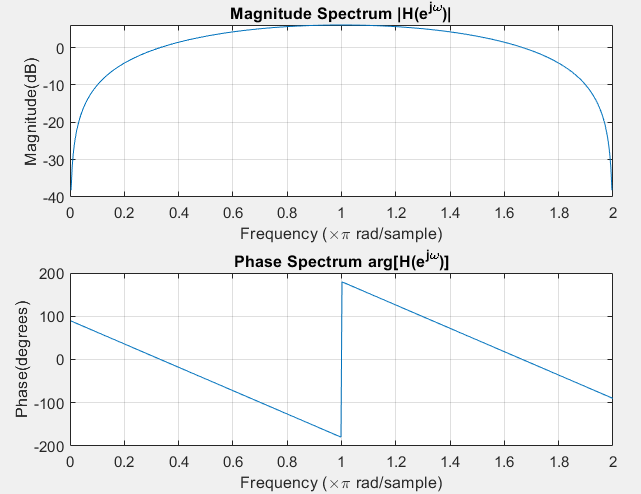 Magnitude Spectrum |H(e^jω)|
Magnitude(dB)
0
-10
-20
-30
-40
0 0.2 0.4 0.6 0.8 1 1.2 1.4 1.6 1.8 2
Frequency (×π rad/sample)
Phase Spectrum arg[H(e^jω)]
Phase(degrees)
200
100
0
-100
-200
0 0.2 0.4 0.6 0.8 1 1.2 1.4 1.6 1.8 2
Frequency (×π rad/sample)